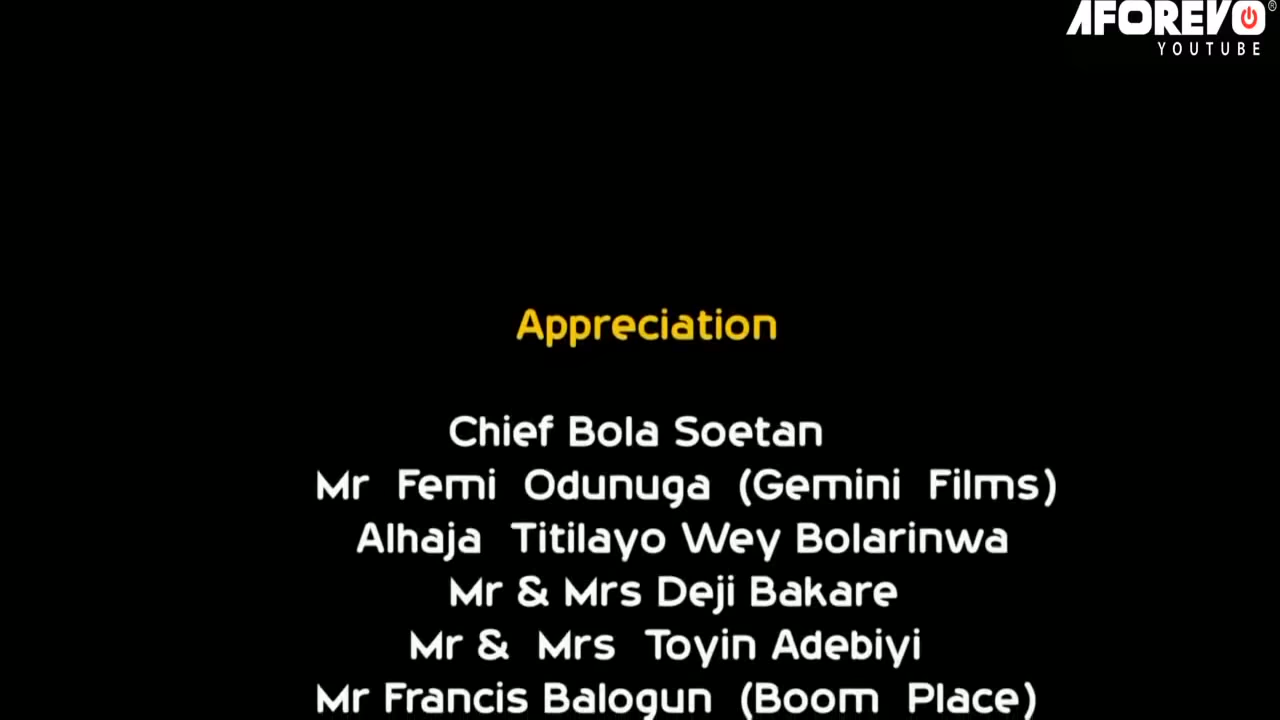 AFOREVO®
YOUTUBE
Appreciation
Chief Bola Soetan
Mr Femi Odunuga (Gemini Films)
Alhaja Titilayo Wey Bolarinwa
Mr & Mrs Deji Bakare
Mr & Mrs Toyin Adebiyi
Mr Francis Balogun (Boom Place)